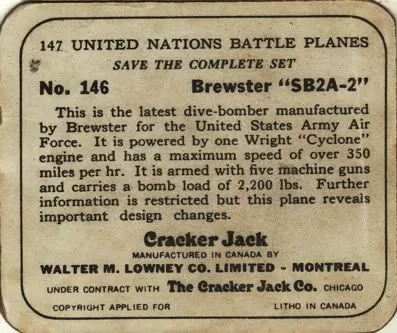 147 UNITED NATIONS BATTLE PLANES
SAVE THE COMPLETE SET
No. 146 Brewster "SB2A-2"
This is the latest dive-bomber manufactured
by Brewster for the United States Army Air
Force. It is powered by one Wright "Cyclone"
engine and has a maximum speed of over 350
miles per hr. It is armed with five machine guns
and carries a bomb load of 2,200 lbs. Further
information is restricted but this plane reveals
important design changes.
Cracker Jack
MANUFACTURED IN CANADA BY
WALTER M. LOWNEY CO. LIMITED - MONTREAL
UNDER CONTRACT WITH The Cracker Jack Co. CHICAGO
COPYRIGHT APPLIED FOR LITHO IN CANADA